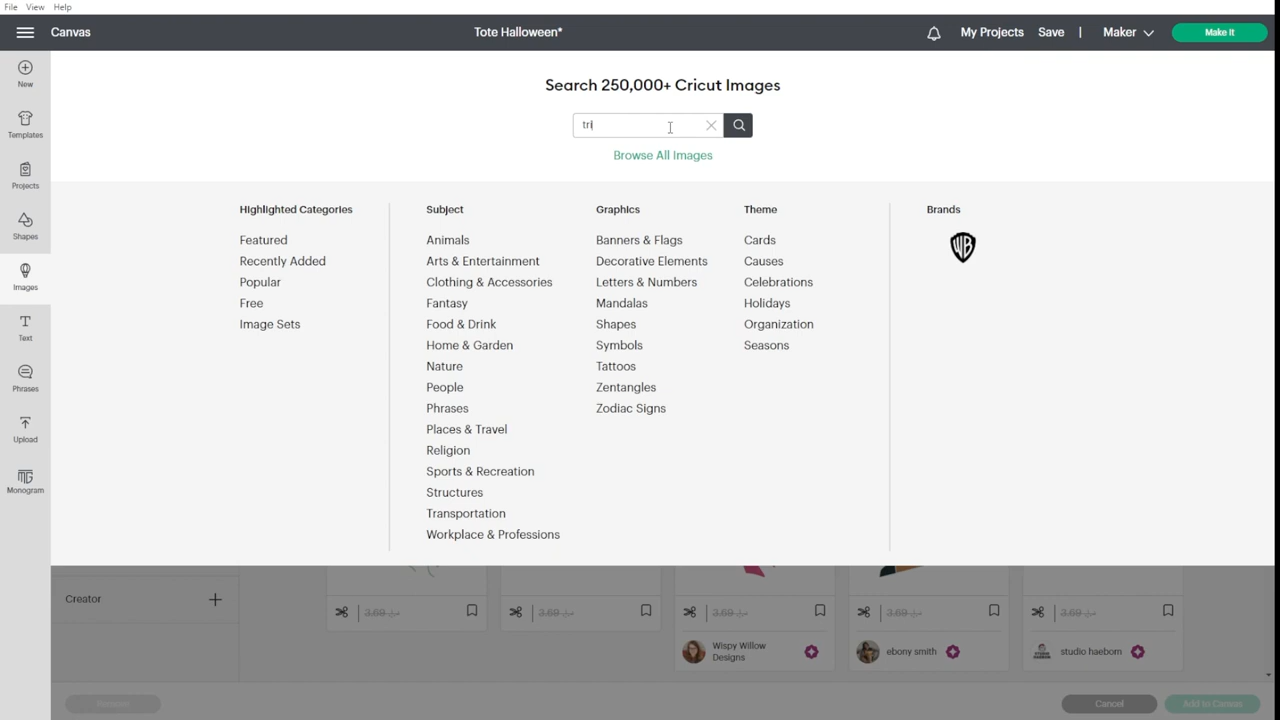 File View Help
Canvas
Tote Halloween*
My Projects Save | Maker
Make It
New
Templates
Projects
Shapes
Images
Text
Phrases
Upload
Monogram
Search 250,000+ Cricut Images
tri
Browse All Images
Highlighted Categories
Featured
Recently Added
Popular
Free
Image Sets
Subject
Animals
Arts & Entertainment
Clothing & Accessories
Fantasy
Food & Drink
Home & Garden
Nature
People
Phrases
Places & Travel
Religion
Sports & Recreation
Structures
Transportation
Workplace & Professions
Graphics
Banners & Flags
Decorative Elements
Letters & Numbers
Mandalas
Shapes
Symbols
Tattoos
Zentangles
Zodiac Signs
Theme
Cards
Causes
Celebrations
Holidays
Organization
Seasons
Brands
WB
Creator
3.69
3.69
3.69
3.69
3.69
Wispy Willow
Designs
ebony smith
studio haeborn
Cancel
Add to Canvas